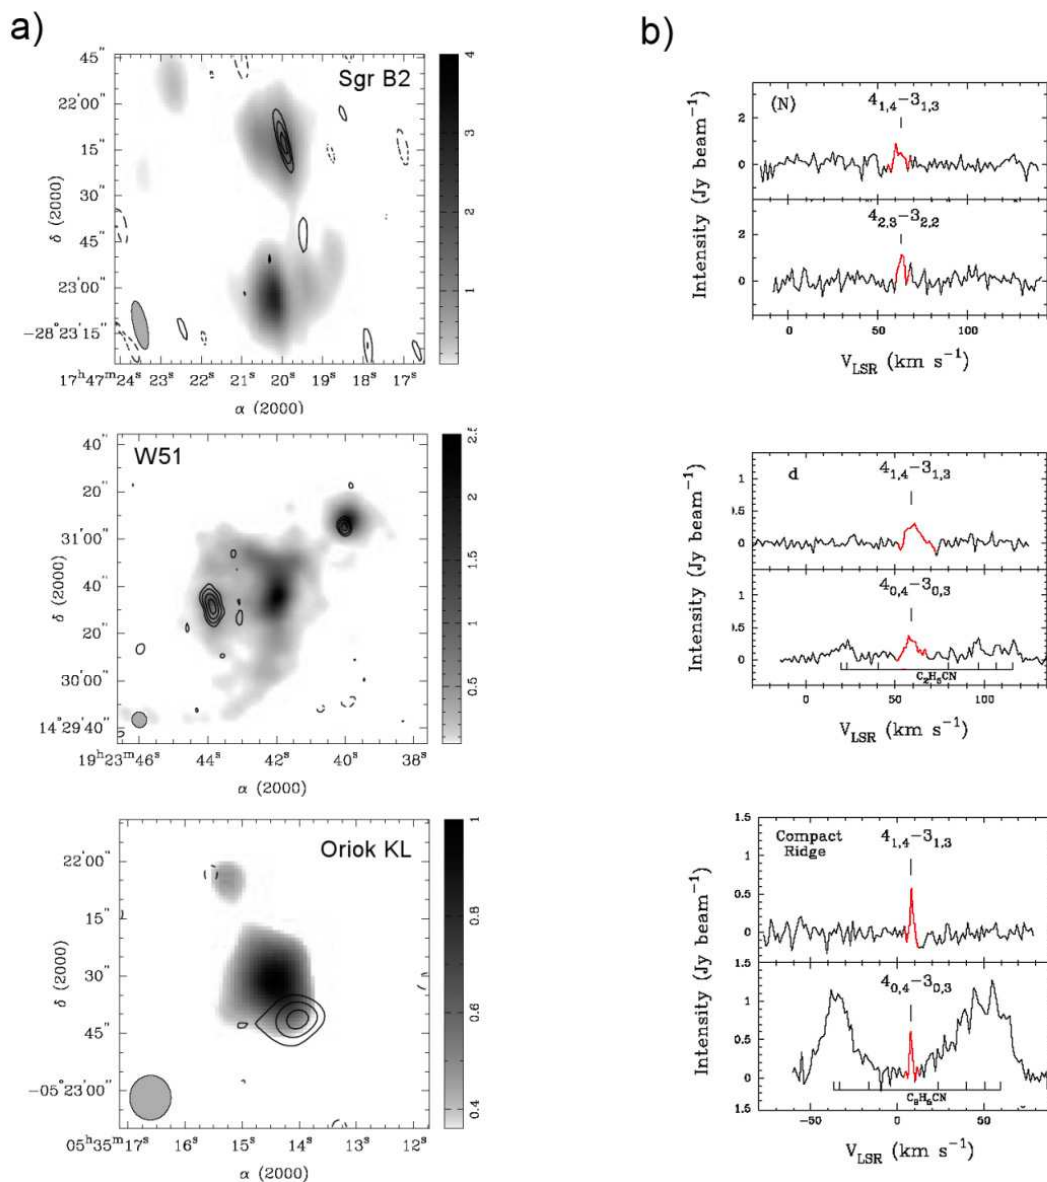 a)
Sgr B2
45"
22'00"
15"
30"
45"
23'00"
−28°23'15"
δ (2000)
17ʰ47ᵐ24ˢ 23ˢ 22ˢ 21ˢ 20ˢ 19ˢ 18ˢ 17ˢ
α (2000)
4
3
2
1
W51
40"
20"
31'00"
40"
20"
30'00"
14°29'40"
δ (2000)
19ʰ23ᵐ46ˢ 44ˢ 42ˢ 40ˢ 38ˢ
α (2000)
2.5
2
1.5
1
0.5
Oriok KL
22'00"
15"
30"
45"
−05°23'00"
δ (2000)
05ʰ35ᵐ17ˢ 16ˢ 15ˢ 14ˢ 13ˢ 12ˢ
α (2000)
1
0.8
0.6
0.4
b)
(N)
4₁,₄−3₁,₃
2
0
4₂,₃−3₂,₂
2
0
Intensity (Jy beam⁻¹)
0 50 100
V_LSR (km s⁻¹)
d
4₁,₄−3₁,₃
1
0.5
0
4₀,₄−3₀,₃
1
0.5
0
C₂H₅CN
Intensity (Jy beam⁻¹)
0 50 100
V_LSR (km s⁻¹)
Compact
Ridge
4₁,₄−3₁,₃
1.5
1
0.5
0
4₀,₄−3₀,₃
1.5
1
0.5
0
1.5
C₂H₅CN
Intensity (Jy beam⁻¹)
−50 0 50
V_LSR (km s⁻¹)